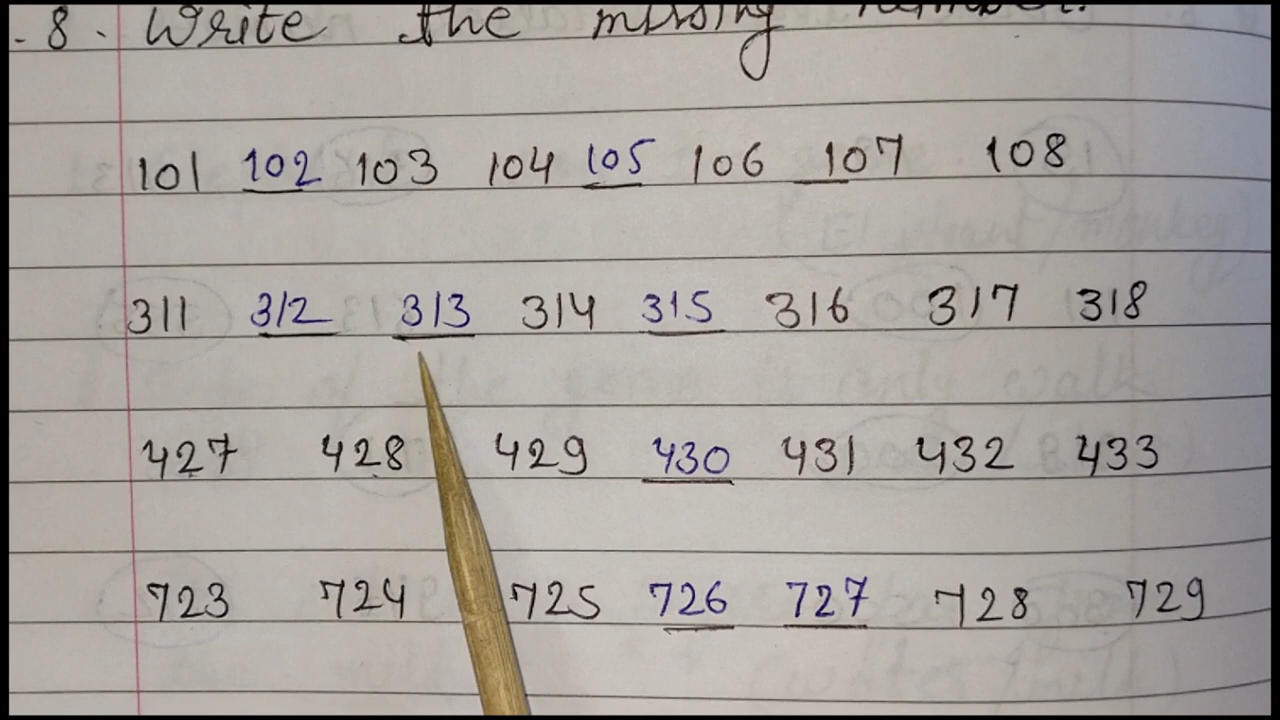 8. Write the missing number.
101 102 103 104 105 106 107 108
311 312 313 314 315 316 317 318
427 428 429 430 431 432 433
723 724 725 726 727 728 729